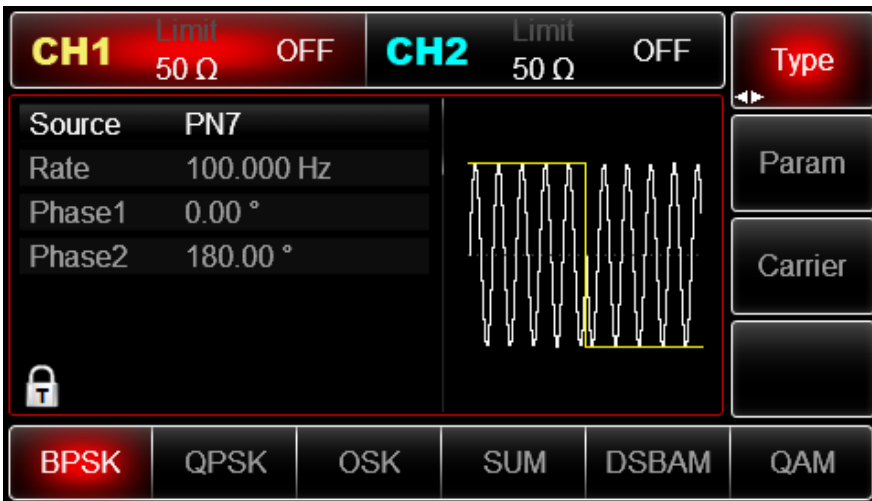 CH1 Limit 50 Ω OFF
CH2 Limit 50 Ω OFF
Type
Source PN7
Rate 100.000 Hz
Phase1 0.00 °
Phase2 180.00 °
T
Param
Carrier
BPSK QPSK OSK SUM DSBAM QAM